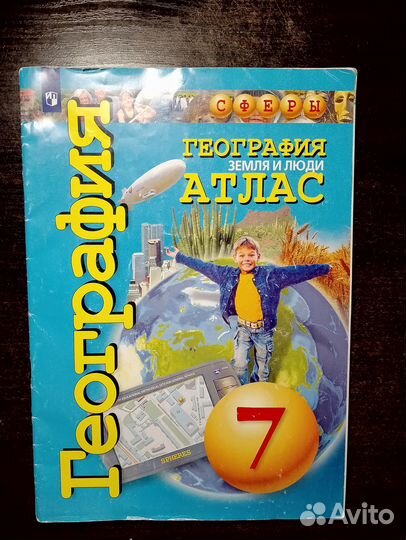 СФЕРЫ
ГЕОГРАФИЯ
ЗЕМЛЯ И ЛЮДИ
АТЛАС
География
SPHERES
7
Avito